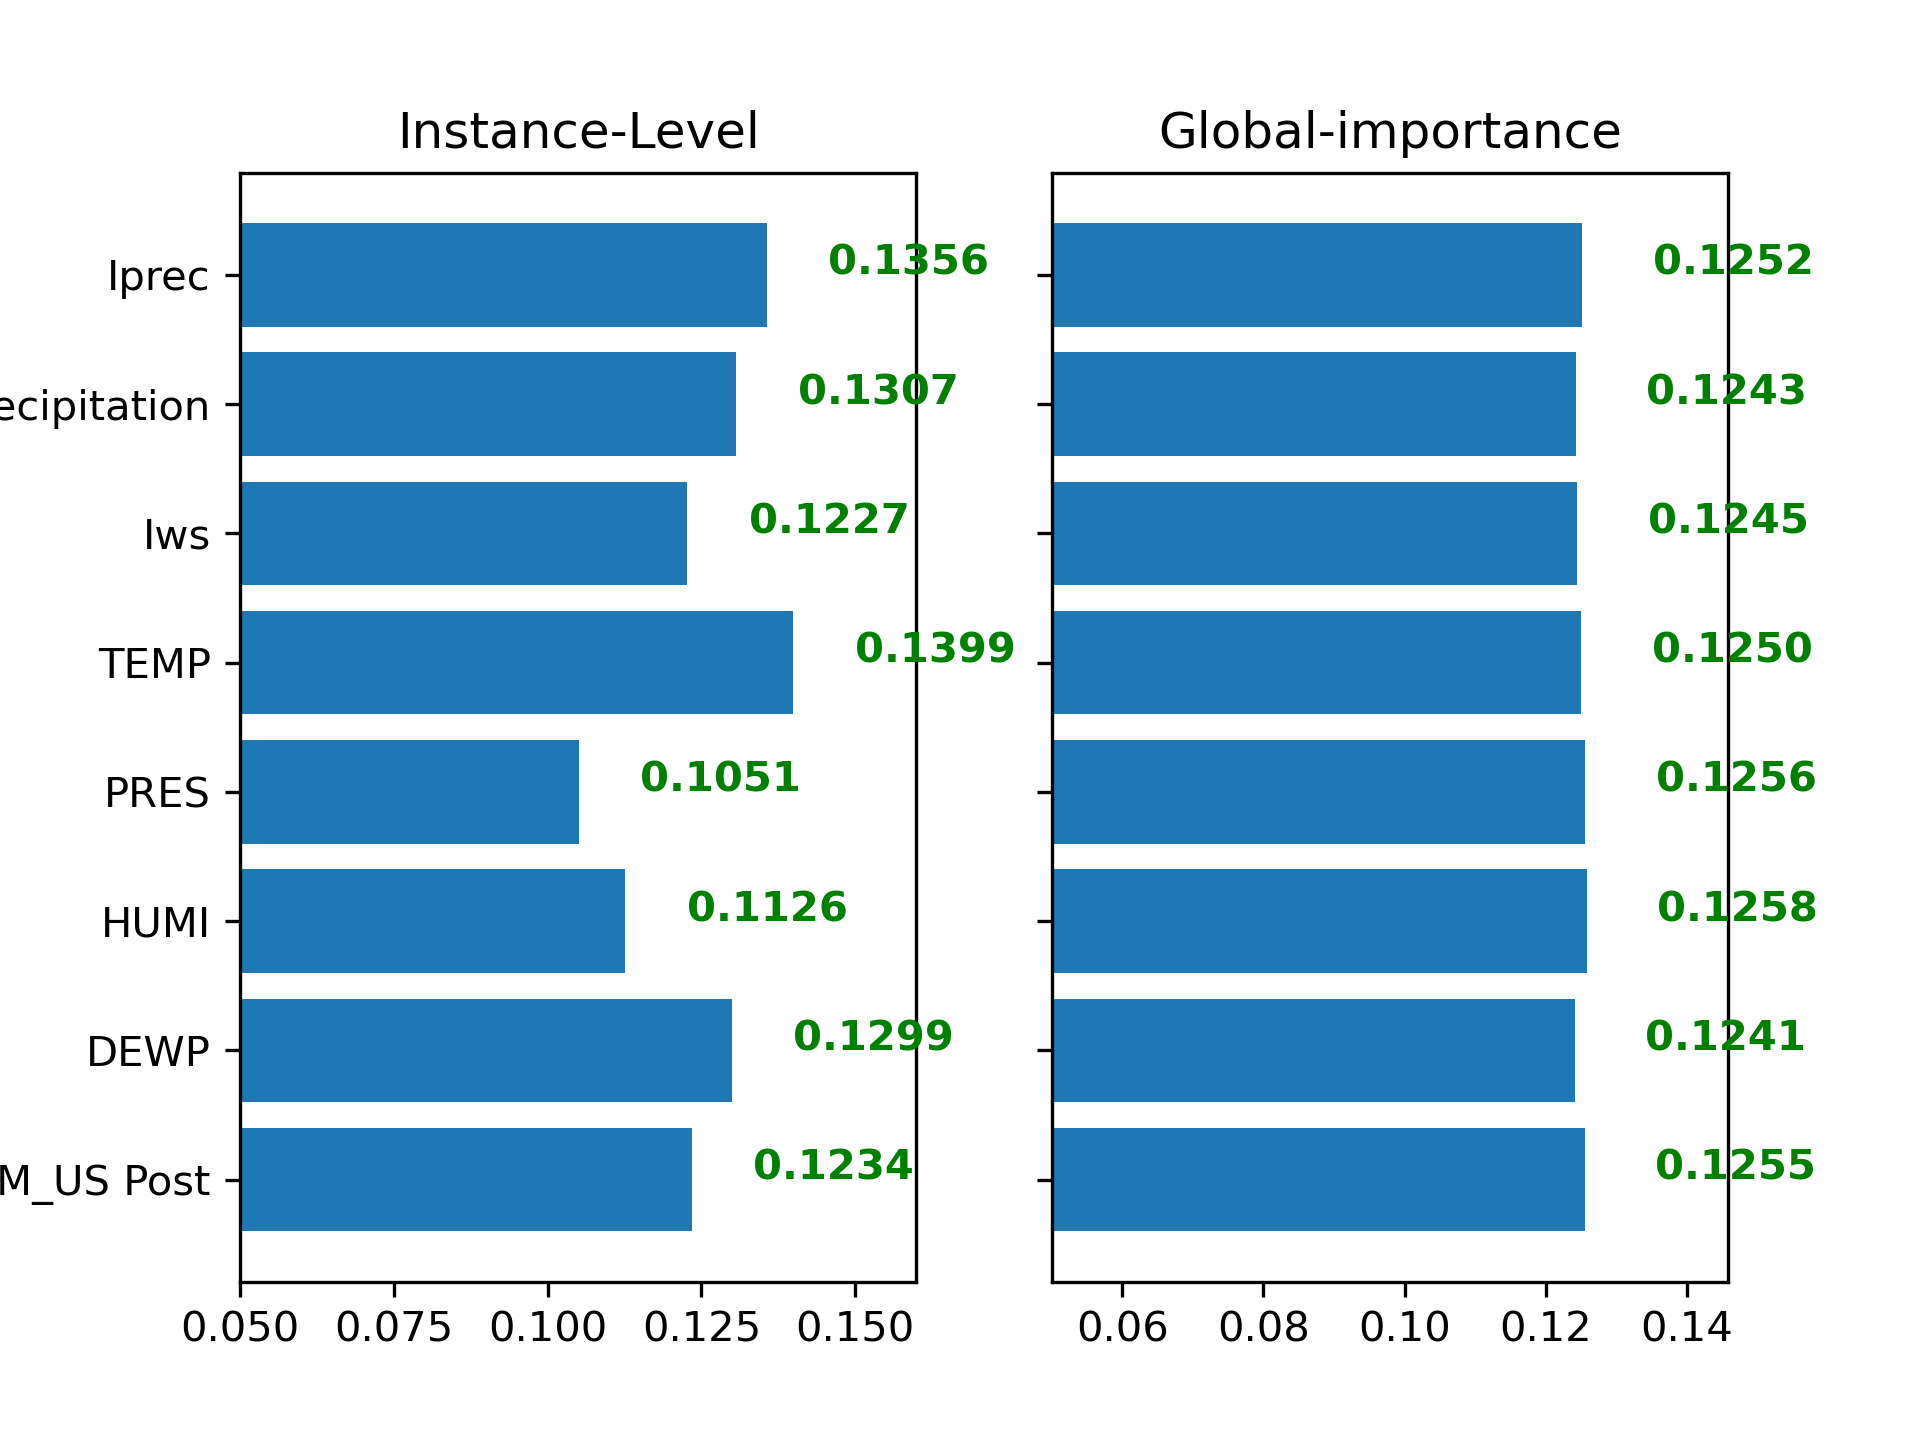 Instance-Level
Global-importance
Iprec
0.1356
0.1252
ecipitation
0.1307
0.1243
Iws
0.1227
0.1245
TEMP
0.1399
0.1250
PRES
0.1051
0.1256
HUMI
0.1126
0.1258
DEWP
0.1299
0.1241
M_US Post
0.1234
0.1255
0.050 0.075 0.100 0.125 0.150
0.06 0.08 0.10 0.12 0.14